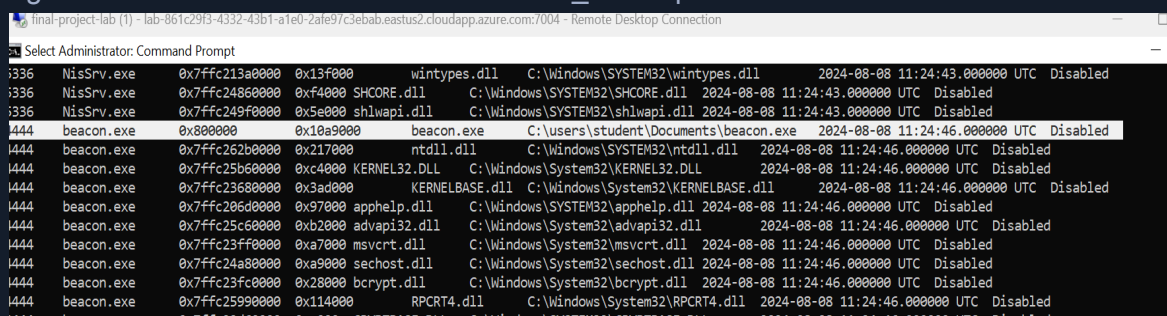 final-project-lab (1) - lab-861c29f3-4332-43b1-a1e0-2afe97c3ebab.eastus2.cloudapp.azure.com:7004 - Remote Desktop Connection
Select Administrator: Command Prompt
5336 NisSrv.exe 0x7ffc213a0000 0x13f000 wintypes.dll C:\Windows\SYSTEM32\wintypes.dll 2024-08-08 11:24:43.000000 UTC Disabled
5336 NisSrv.exe 0x7ffc24860000 0xf4000 SHCORE.dll C:\Windows\SYSTEM32\SHCORE.dll 2024-08-08 11:24:43.000000 UTC Disabled
5336 NisSrv.exe 0x7ffc249f0000 0x5e000 shlwapi.dll C:\Windows\SYSTEM32\shlwapi.dll 2024-08-08 11:24:43.000000 UTC Disabled
4444 beacon.exe 0x800000 0x10a9000 beacon.exe C:\users\student\Documents\beacon.exe 2024-08-08 11:24:46.000000 UTC Disabled
4444 beacon.exe 0x7ffc262b0000 0x217000 ntdll.dll C:\Windows\SYSTEM32\ntdll.dll 2024-08-08 11:24:46.000000 UTC Disabled
4444 beacon.exe 0x7ffc25b60000 0xc4000 KERNEL32.DLL C:\Windows\System32\KERNEL32.DLL 2024-08-08 11:24:46.000000 UTC Disabled
4444 beacon.exe 0x7ffc23680000 0x3ad000 KERNELBASE.dll C:\Windows\System32\KERNELBASE.dll 2024-08-08 11:24:46.000000 UTC Disabled
4444 beacon.exe 0x7ffc206d0000 0x97000 apphelp.dll C:\Windows\SYSTEM32\apphelp.dll 2024-08-08 11:24:46.000000 UTC Disabled
4444 beacon.exe 0x7ffc25c60000 0xb2000 advapi32.dll C:\Windows\System32\advapi32.dll 2024-08-08 11:24:46.000000 UTC Disabled
4444 beacon.exe 0x7ffc23ff0000 0xa7000 msvcrt.dll C:\Windows\System32\msvcrt.dll 2024-08-08 11:24:46.000000 UTC Disabled
4444 beacon.exe 0x7ffc24a80000 0xa9000 sechost.dll C:\Windows\System32\sechost.dll 2024-08-08 11:24:46.000000 UTC Disabled
4444 beacon.exe 0x7ffc23fc0000 0x28000 bcrypt.dll C:\Windows\System32\bcrypt.dll 2024-08-08 11:24:46.000000 UTC Disabled
4444 beacon.exe 0x7ffc25990000 0x114000 RPCRT4.dll C:\Windows\System32\RPCRT4.dll 2024-08-08 11:24:46.000000 UTC Disabled